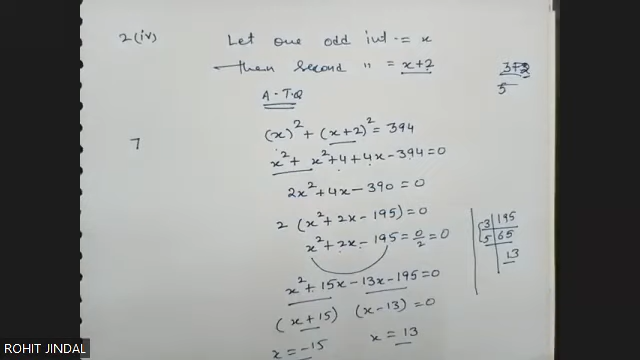 2(iv) Let one odd int. = x
then second " = x+2
3+2
5
A.T.Q
(x)² + (x+2)² = 394
7
x² + x² + 4 + 4x - 394 = 0
2x² + 4x - 390 = 0
2 (x² + 2x - 195) = 0
x² + 2x - 195 = 0/2 = 0
3 | 195
5 | 65
13
x² + 15x - 13x - 195 = 0
(x+15) (x-13) = 0
x = -15 x = 13
ROHIT JINDAL